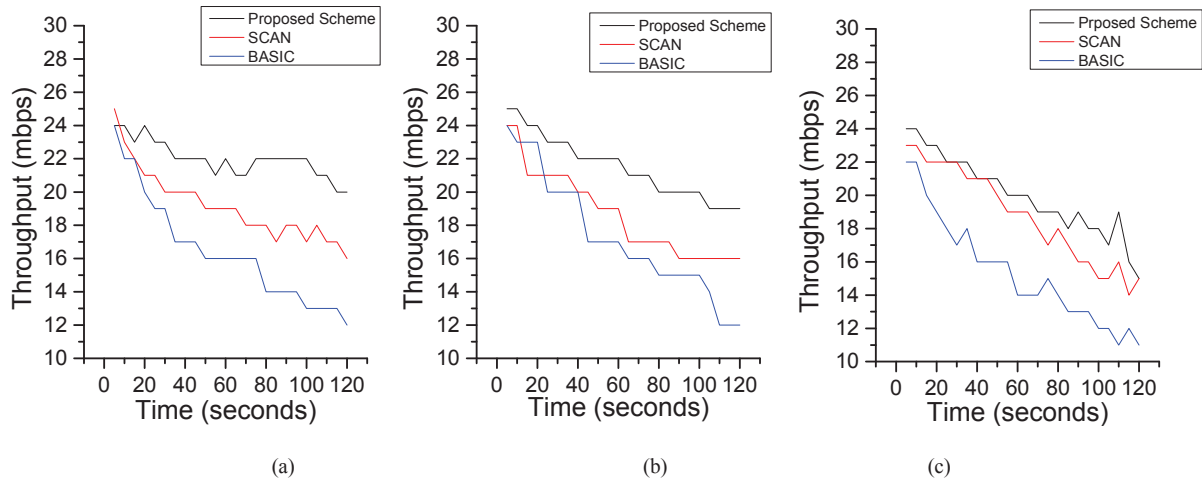 Proposed Scheme
SCAN
BASIC
Throughput (mbps)
30
28
26
24
22
20
18
16
14
12
10
0 20 40 60 80 100 120
Time (seconds)
(a)
Proposed Scheme
SCAN
BASIC
Throughput (mbps)
30
28
26
24
22
20
18
16
14
12
10
0 20 40 60 80 100 120
Time (seconds)
(b)
Prposed Scheme
SCAN
BASIC
Throughput (mbps)
30
28
26
24
22
20
18
16
14
12
10
0 20 40 60 80 100 120
Time (seconds)
(c)